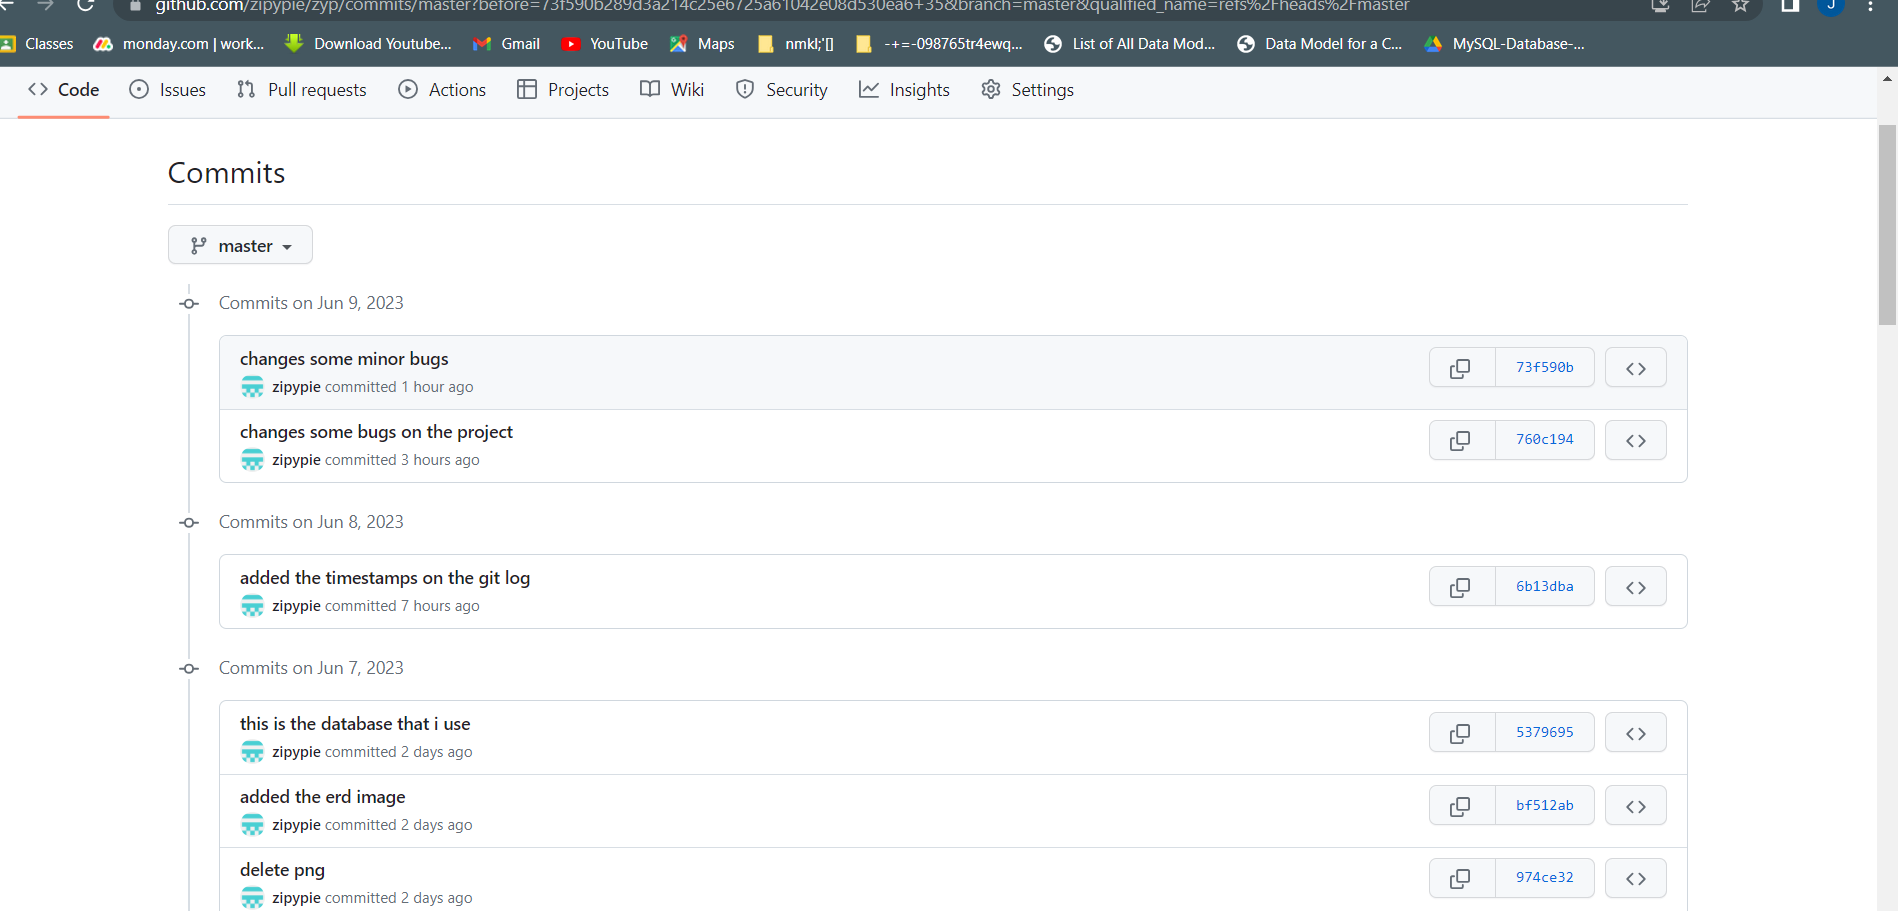 github.com/zipypie/zyp/commits/master?before=73f590b289d3a214c25e6725a61042e08d530ea6+35&branch=master&qualified_name=refs%2Fheads%2Fmaster
J
Classes monday.com | work... Download Youtube... Gmail YouTube Maps nmkl;'[] -+=-098765tr4ewq... List of All Data Mod... Data Model for a C... MySQL-Database-...
Code Issues Pull requests Actions Projects Wiki Security Insights Settings
Commits
master
Commits on Jun 9, 2023
changes some minor bugs
73f590b
zipypie committed 1 hour ago
changes some bugs on the project
760c194
zipypie committed 3 hours ago
Commits on Jun 8, 2023
added the timestamps on the git log
6b13dba
zipypie committed 7 hours ago
Commits on Jun 7, 2023
this is the database that i use
5379695
zipypie committed 2 days ago
added the erd image
bf512ab
zipypie committed 2 days ago
delete png
974ce32
zipypie committed 2 days ago